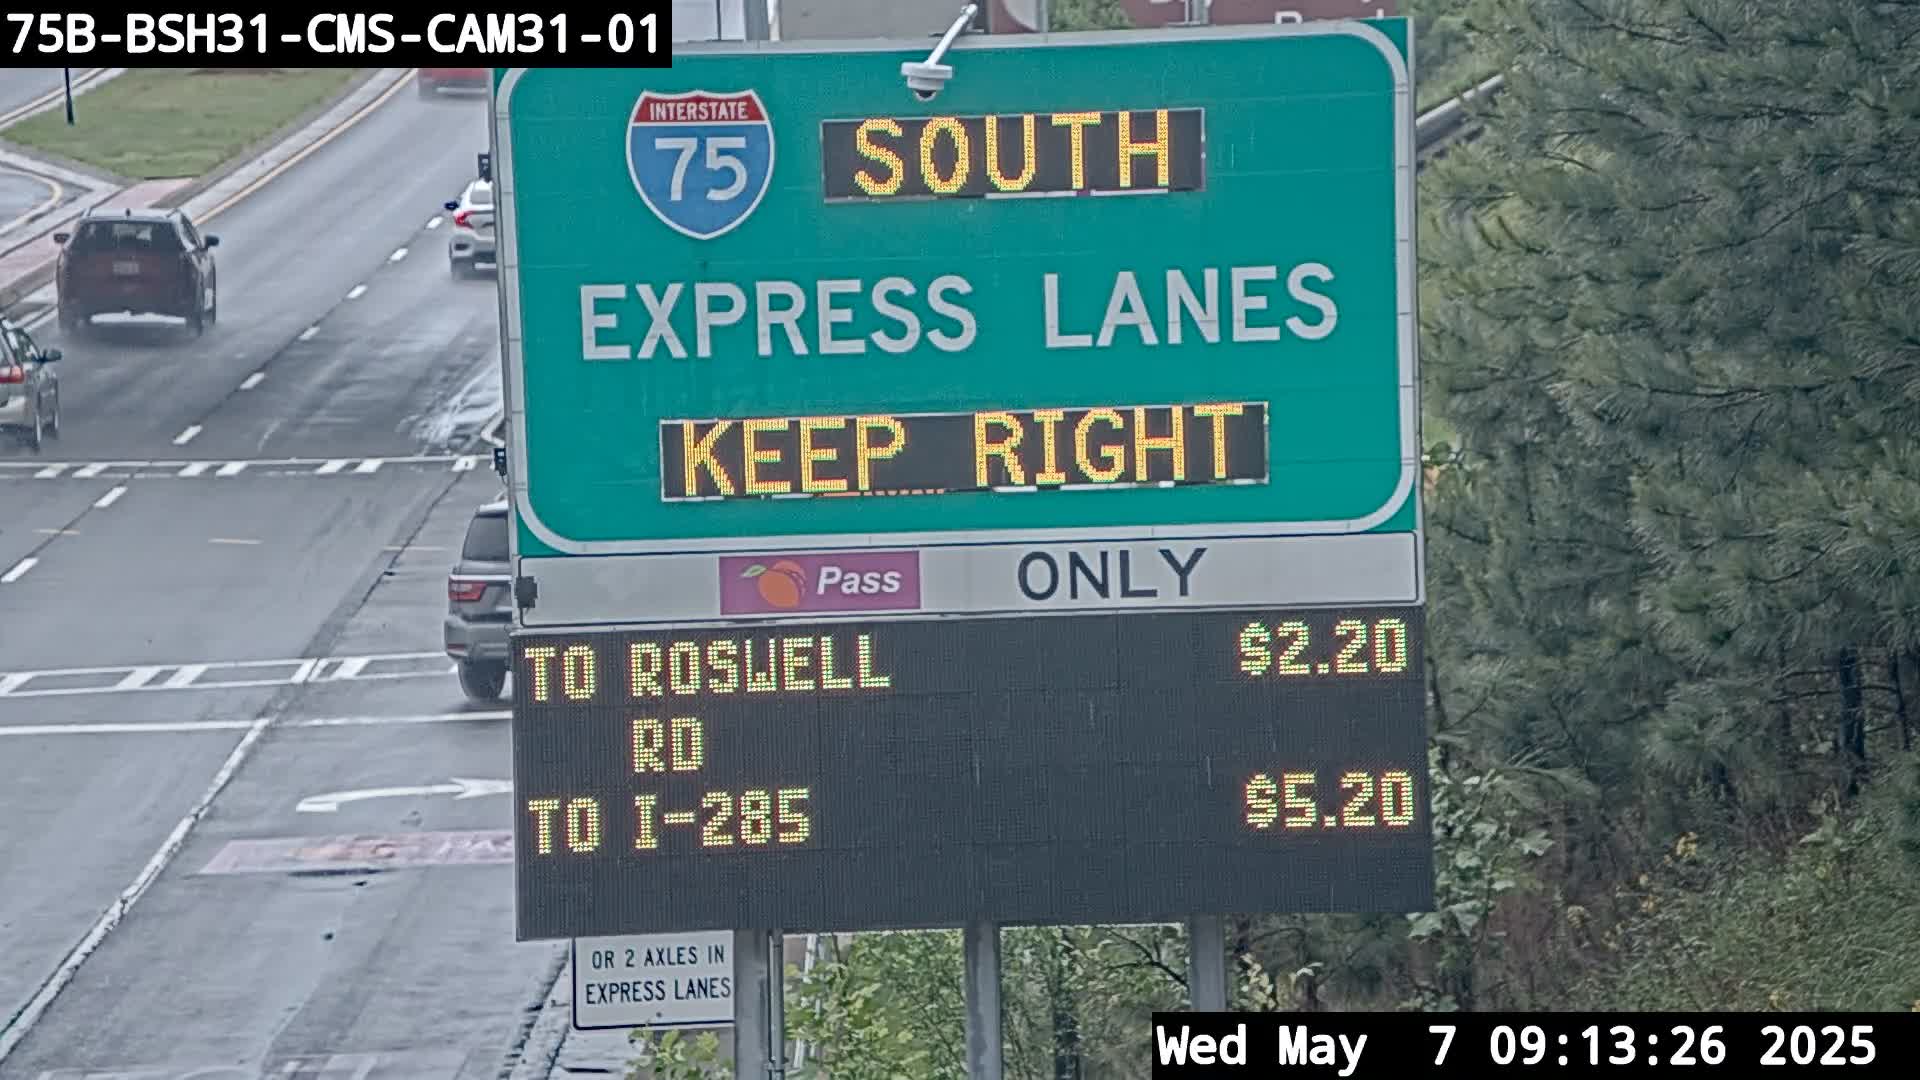 75B-BSH31-CMS-CAM31-01
INTERSTATE
75
SOUTH
EXPRESS LANES
KEEP RIGHT
Pass ONLY
TO ROSWELL $2.20
RD
TO I-285 $5.20
OR 2 AXLES IN
EXPRESS LANES
Wed May 7 09:13:26 2025